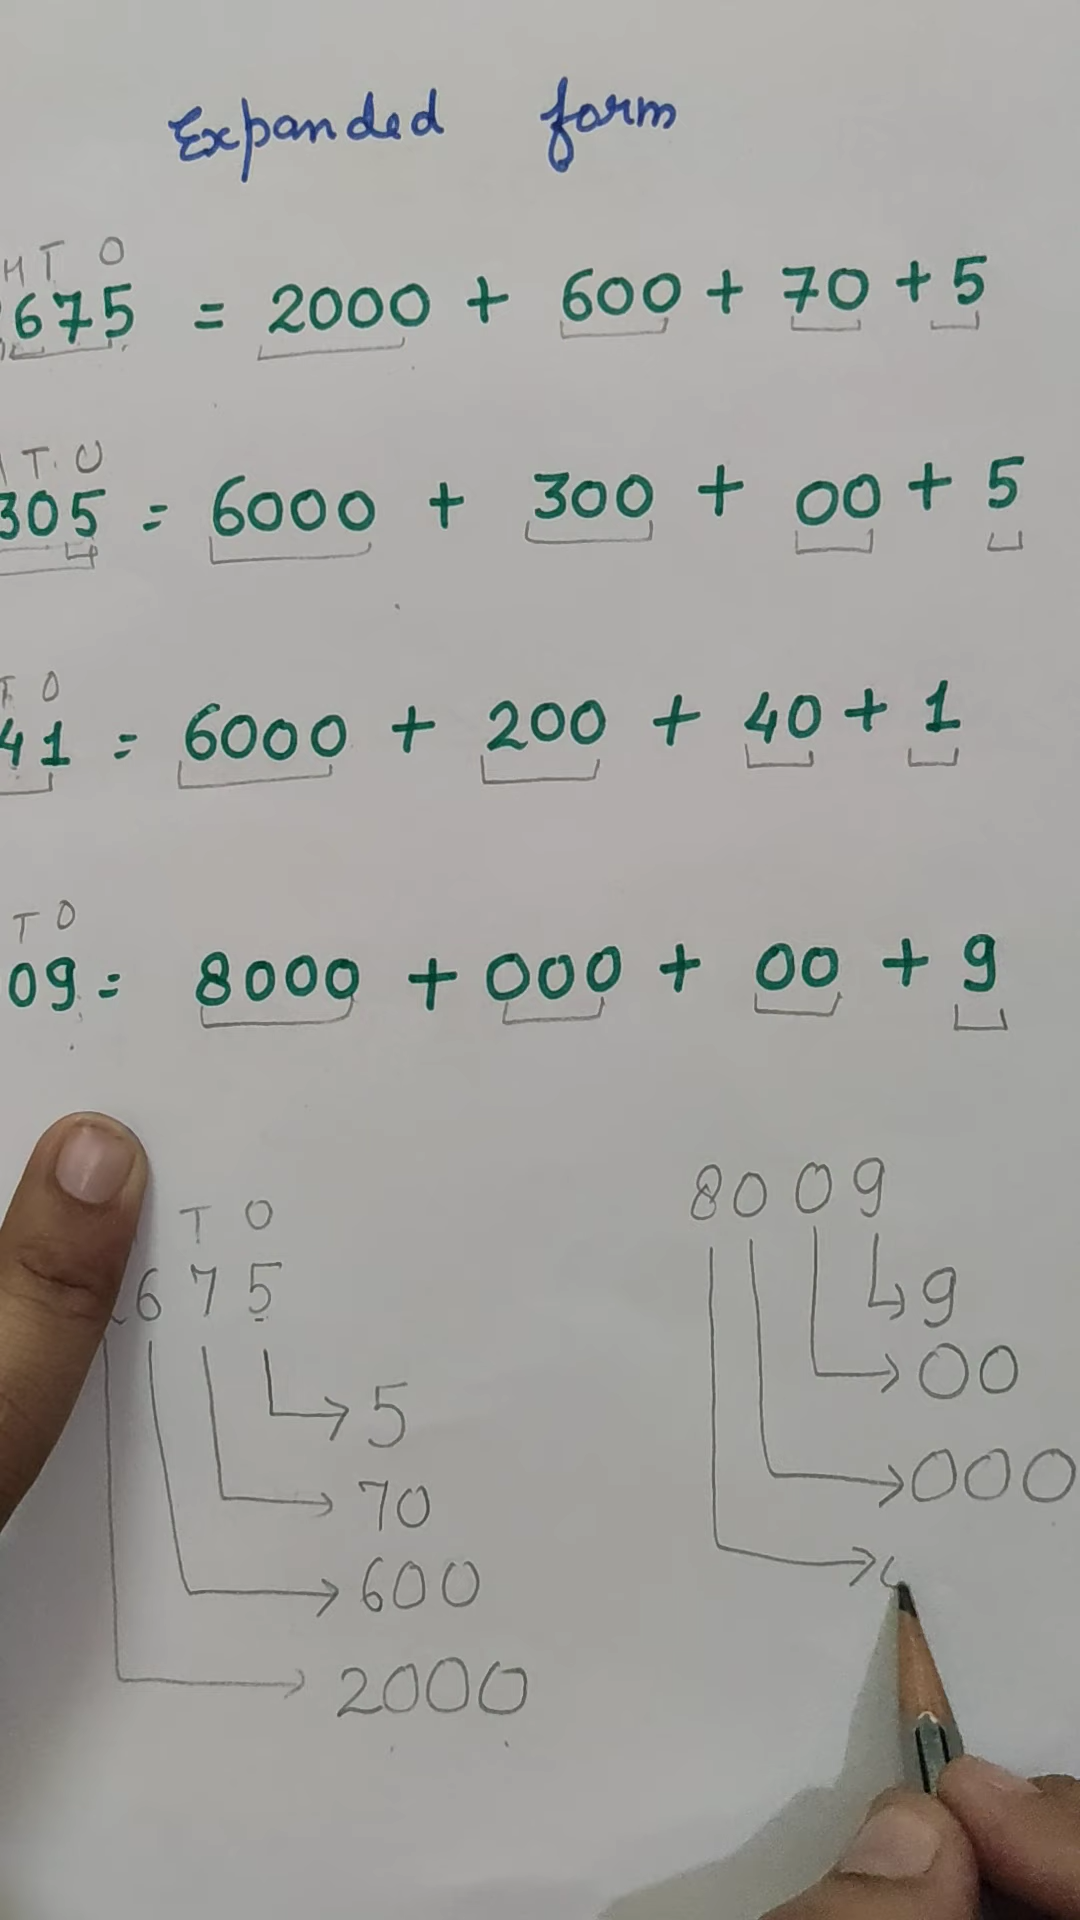 Expanded form
H T O
675 = 2000 + 600 + 70 + 5
T O
305 = 6000 + 300 + 00 + 5
T O
41 = 6000 + 200 + 40 + 1
T O
09 = 8000 + 000 + 00 + 9
T O
675
5
70
600
2000
8009
9
00
000